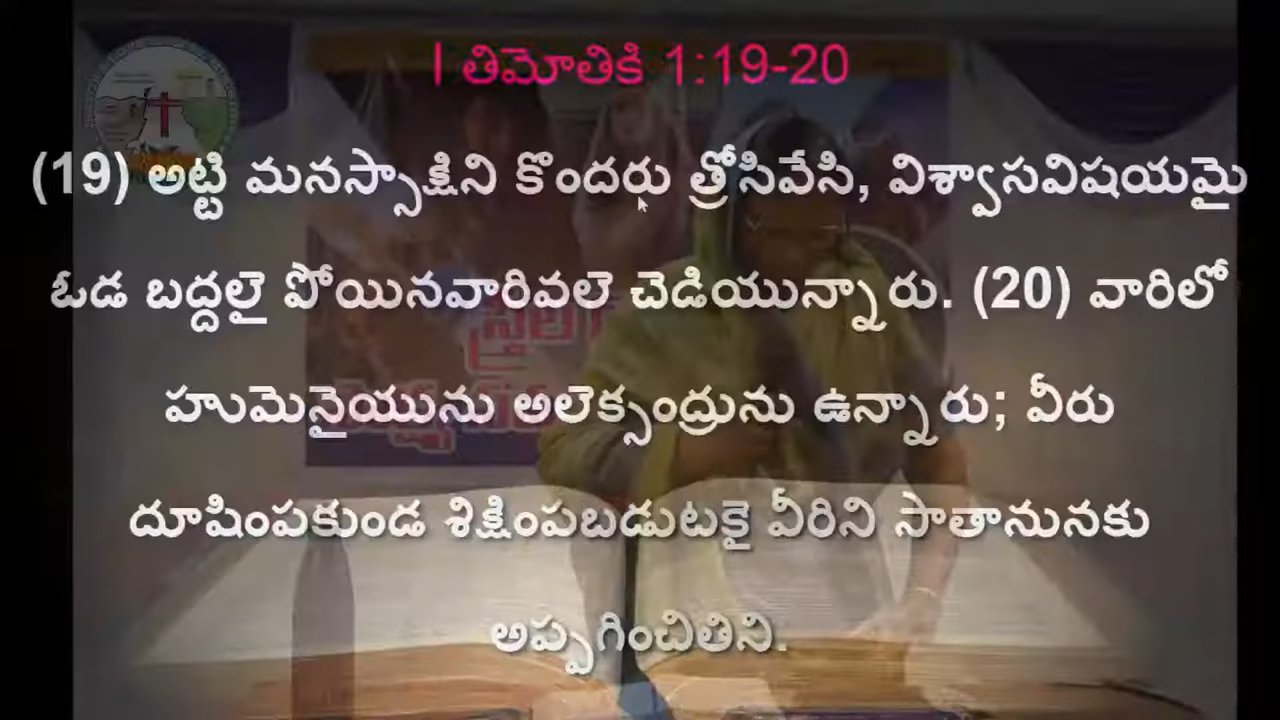 I తిమోతికి 1:19-20
(19) అట్టి మనస్సాక్షిని కొందరు త్రోసివేసి, విశ్వాసవిషయమై
ఓడ బద్దలై పోయినవారివలె చెడియున్నారు. (20) వారిలో
హుమెనైయును అలెక్సంద్రును ఉన్నారు; వీరు
దూషింపకుండ శిక్షింపబడుటకై వీరిని సాతానునకు
అప్పగించితిని.